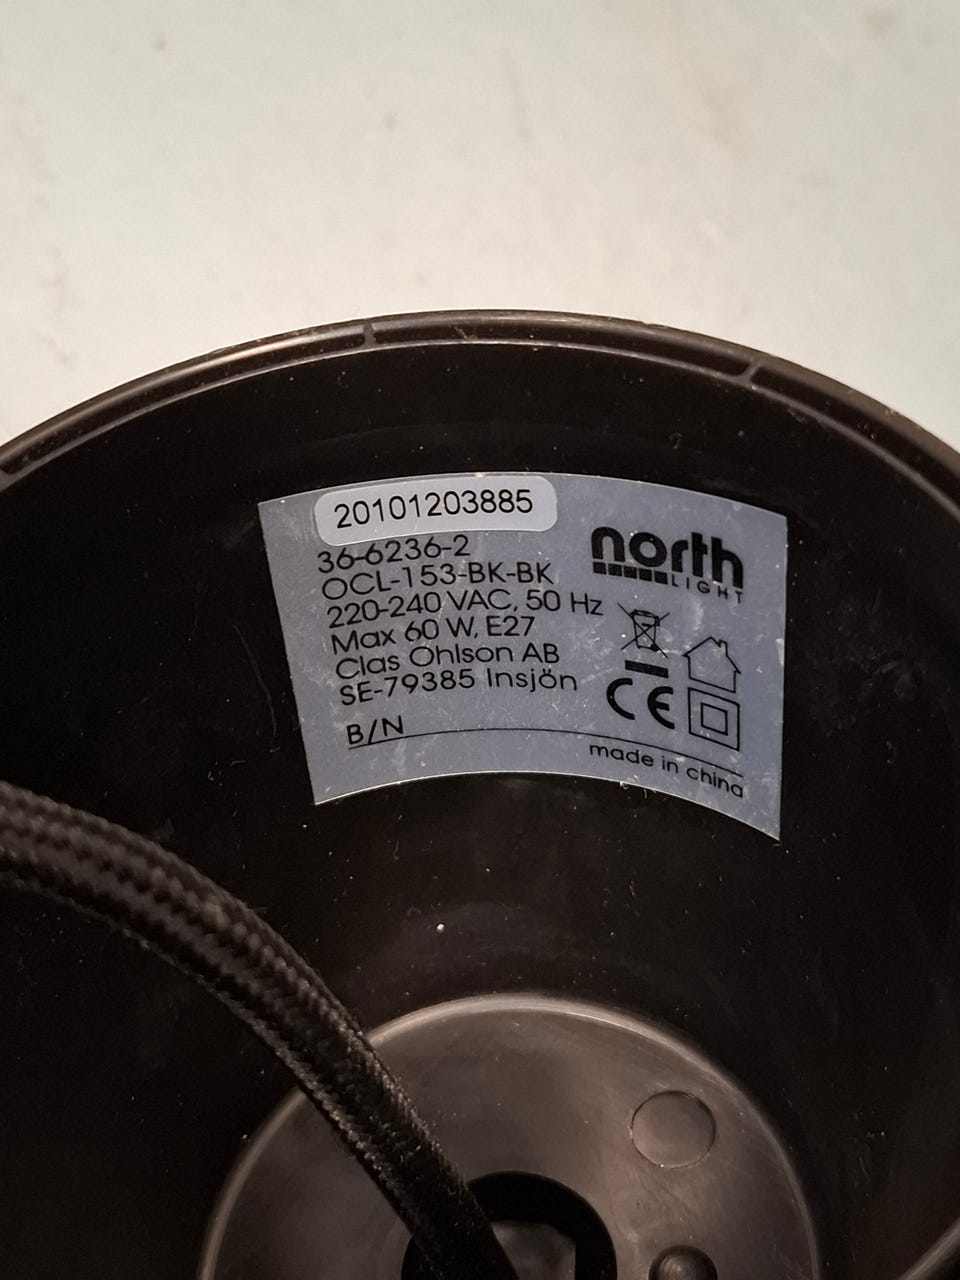 20101203885
36-6236-2
OCL-153-BK-BK
220-240 VAC, 50 Hz
Max 60 W, E27
Clas Ohlson AB
SE-79385 Insjön
B/N
north
LIGHT
CE
made in china